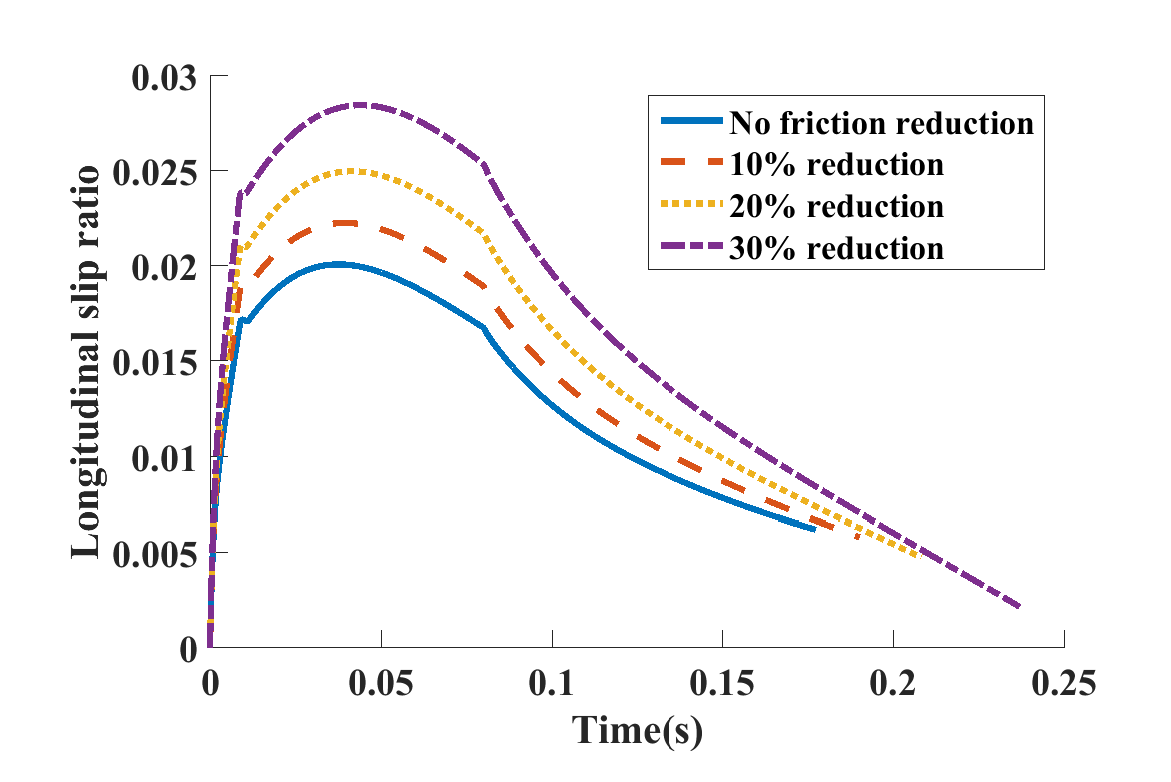 0.03
0.025
0.02
0.015
0.01
0.005
0
Longitudinal slip ratio
No friction reduction
10% reduction
20% reduction
30% reduction
0 0.05 0.1 0.15 0.2 0.25
Time(s)